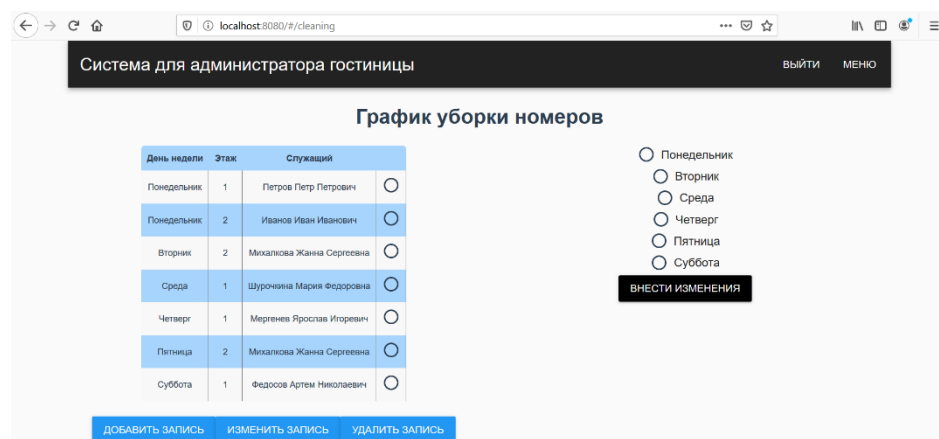 localhost:8080/#/cleaning
Система для администратора гостиницы ВЫЙТИ МЕНЮ
График уборки номеров
День недели Этаж Служащий
Понедельник 1 Петров Петр Петрович
Понедельник 2 Иванов Иван Иванович
Вторник 2 Михалкова Жанна Сергеевна
Среда 1 Шурочкина Мария Федоровна
Четверг 1 Мергенев Ярослав Игоревич
Пятница 2 Михалкова Жанна Сергеевна
Суббота 1 Федосов Артем Николаевич
Понедельник
Вторник
Среда
Четверг
Пятница
Суббота
ВНЕСТИ ИЗМЕНЕНИЯ
ДОБАВИТЬ ЗАПИСЬ ИЗМЕНИТЬ ЗАПИСЬ УДАЛИТЬ ЗАПИСЬ